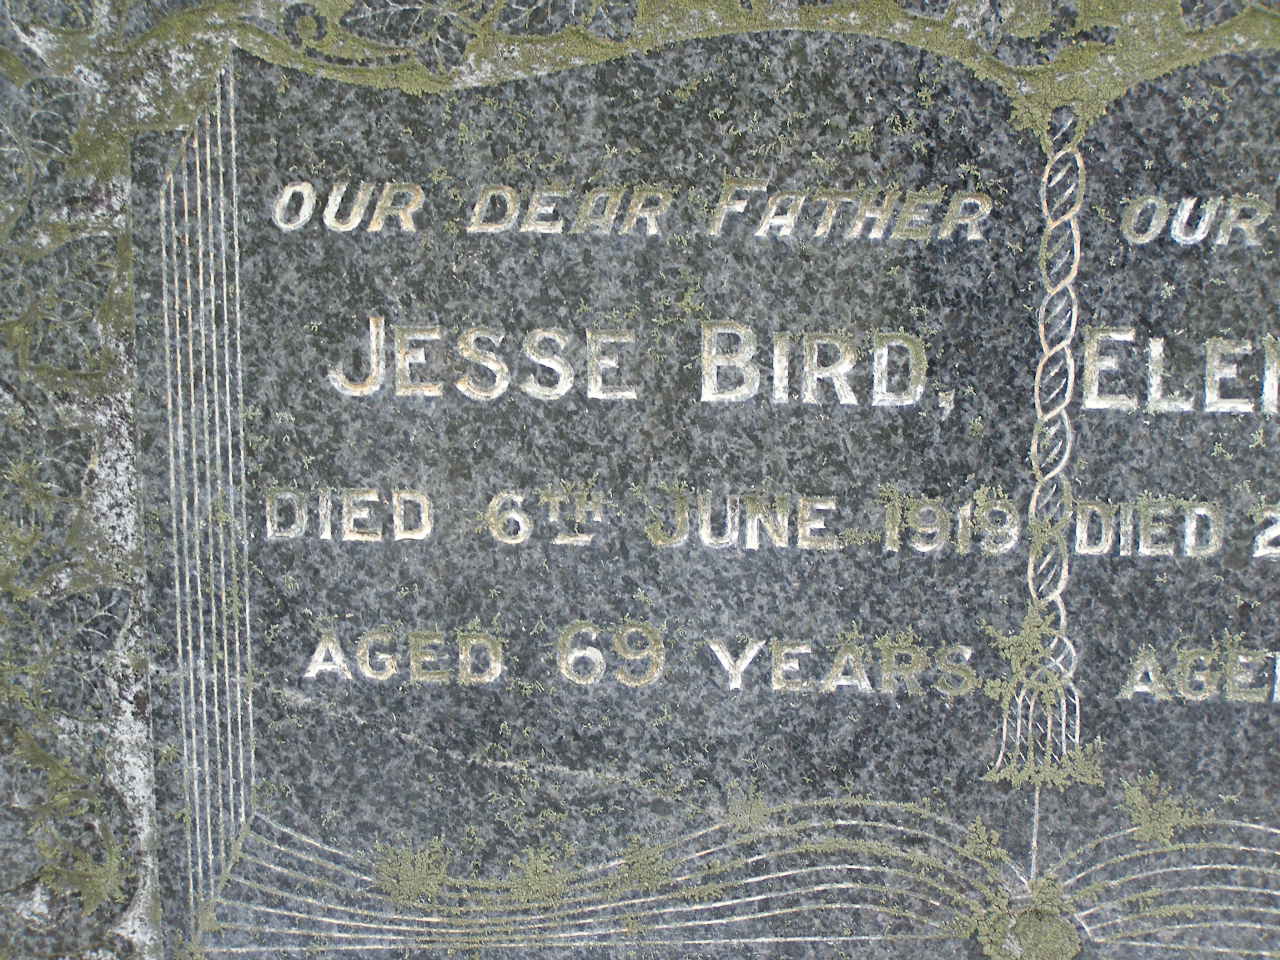 OUR DEAR FATHER
JESSE BIRD,
DIED 6TH JUNE 1919
AGED 69 YEARS
OUR
DIED